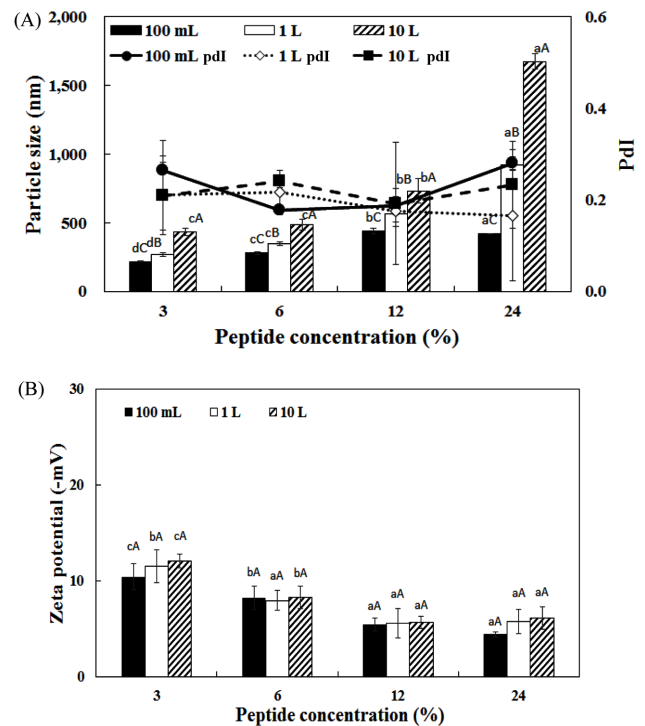 (A)
2,000
1,500
1,000
500
0
Particle size (nm)
100 mL 1 L 10 L
100 mL pdI 1 L pdI 10 L pdI
0.6
0.4
0.2
0.0
PdI
dC dB cA
cC cB cA
bC bB bA
aC aB aA
3 6 12 24
Peptide concentration (%)
(B)
30
20
10
0
Zeta potential (-mV)
100 mL 1 L 10 L
cA bA cA
bA aA bA
aA aA aA
aA aA aA
3 6 12 24
Peptide concentration (%)